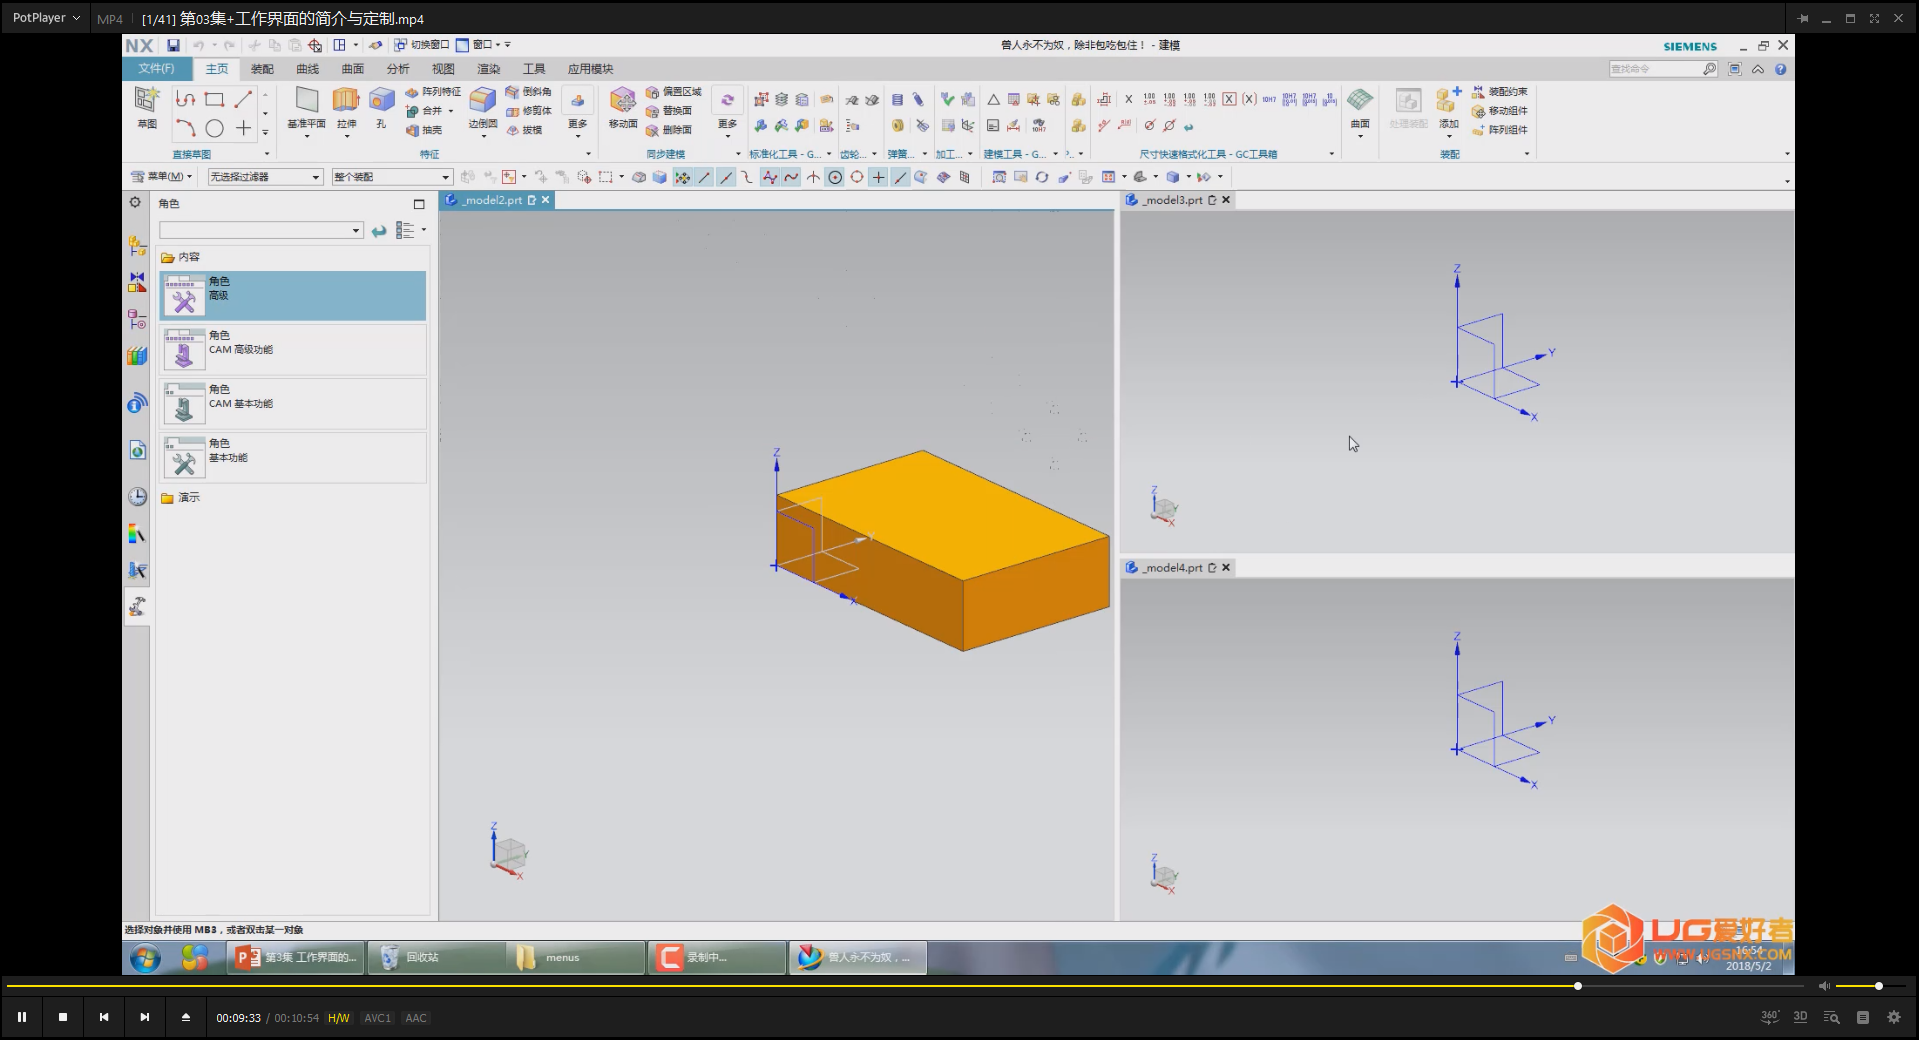 PotPlayer MP4 [1/41] 第03集+工作界面的简介与定制.mp4
NX 切换窗口 窗口 兽人永不为奴，除非包吃包住！ - 建模 SIEMENS
文件(F) 主页 装配 曲线 曲面 分析 视图 渲染 工具 应用模块 查找命令
草图 基准平面 拉伸 孔 阵列特征 合并 抽壳 边倒圆 倒斜角 修剪体 拔模 更多 移动面 偏置区域 替换面 删除面 更多 曲面 处理装配 添加 装配约束 移动组件 阵列组件
直接草图 特征 同步建模 标准化工具 - G... 齿轮... 弹簧... 加工... 建模工具 - G... 尺寸快速格式化工具 - GC工具箱 装配
菜单(M) 无选择过滤器 整个装配
角色
内容
角色
高级
角色
CAM 高级功能
角色
CAM 基本功能
角色
基本功能
演示
_model2.prt
Z
Y
X
Z
Y
X
_model3.prt
Z
Y
X
Z
Y
X
_model4.prt
Z
Y
X
Z
Y
X
选择对象并使用 MB3，或者双击某一对象
UG爱好者
WWW.UGSNX.COM
第3集 工作界面的... 回收站 menus 录制中... 兽人永不为奴，... 16:54
2018/5/2
00:09:33 / 00:10:54 H/W AVC1 AAC 360° 3D